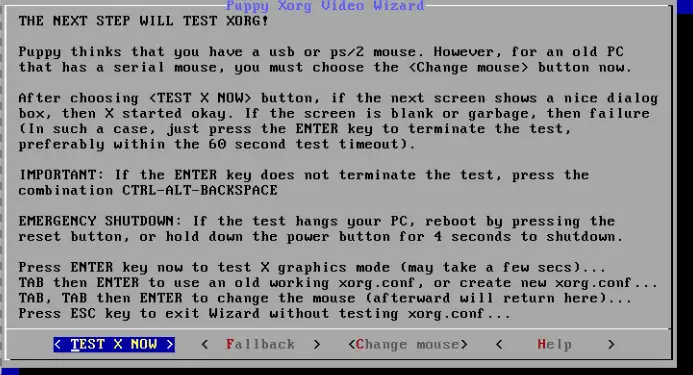 Puppy Xorg Video Wizard
THE NEXT STEP WILL TEST XORG!
Puppy thinks that you have a usb or ps/2 mouse. However, for an old PC
that has a serial mouse, you must choose the <Change mouse> button now.
After choosing <TEST X NOW> button, if the next screen shows a nice dialog
box, then X started okay. If the screen is blank or garbage, then failure
(In such a case, just press the ENTER key to terminate the test,
preferably within the 60 second test timeout).
IMPORTANT: If the ENTER key does not terminate the test, press the
combination CTRL-ALT-BACKSPACE
EMERGENCY SHUTDOWN: If the test hangs your PC, reboot by pressing the
reset button, or hold down the power button for 4 seconds to shutdown.
Press ENTER key now to test X graphics mode (may take a few secs)...
TAB then ENTER to use an old working xorg.conf, or create new xorg.conf...
TAB, TAB then ENTER to change the mouse (afterward will return here)...
Press ESC key to exit Wizard without testing xorg.conf...
< TEST X NOW > < Fallback > <Change mouse> < Help >